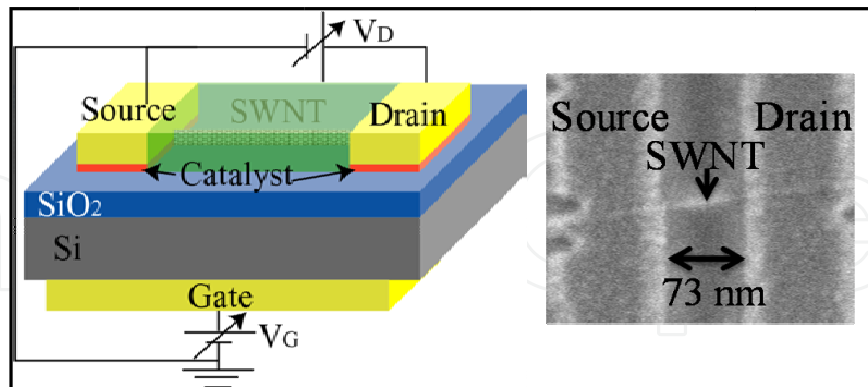 V_D
Source
SWNT
Drain
Catalyst
SiO₂
Si
Gate
V_G
Source
Drain
SWNT
73 nm